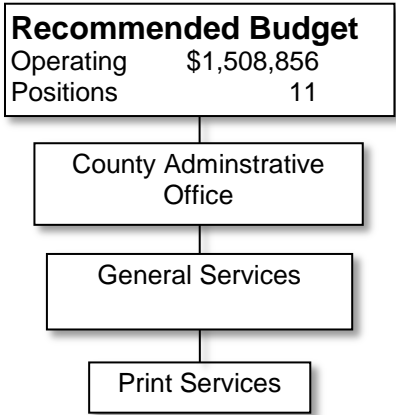 Recommended Budget
Operating $1,508,856
Positions 11
County Adminstrative
Office
General Services
Print Services